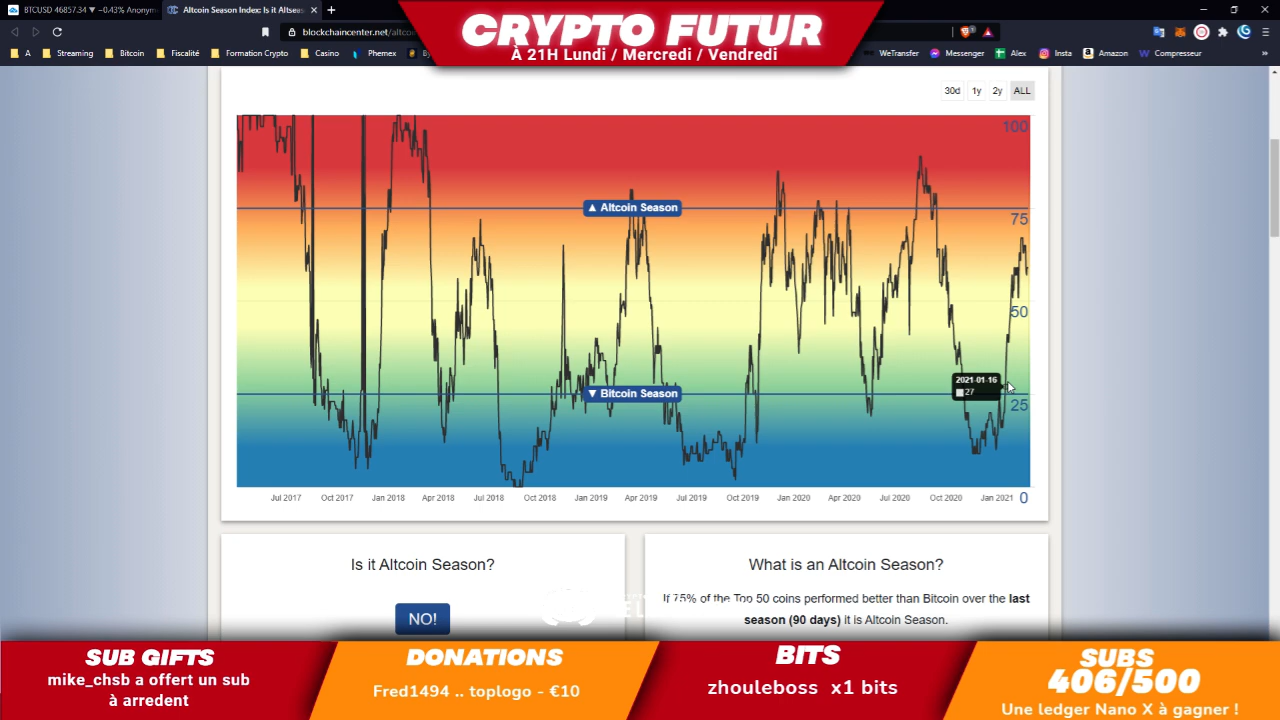 BTCUSD 46857.34 ▼ −0.43% Anonym
Altcoin Season Index: Is it Altseas
blockchaincenter.net/altcoi
CRYPTO FUTUR
À 21H Lundi / Mercredi / Vendredi
A
Streaming
Bitcoin
Fiscalité
Formation Crypto
Casino
Phemex
WeTransfer
Messenger
Alex
Insta
Amazon
Compresseur
30d 1y 2y ALL
100
▲ Altcoin Season
75
50
2021-01-16
27
▼ Bitcoin Season
25
0
Jul 2017 Oct 2017 Jan 2018 Apr 2018 Jul 2018 Oct 2018 Jan 2019 Apr 2019 Jul 2019 Oct 2019 Jan 2020 Apr 2020 Jul 2020 Oct 2020 Jan 2021
Is it Altcoin Season?
NO!
What is an Altcoin Season?
If 75% of the Top 50 coins performed better than Bitcoin over the last
season (90 days) it is Altcoin Season.
SUB GIFTS
mike_chsb a offert un sub
à arredent
DONATIONS
Fred1494 .. toplogo - €10
BITS
zhouleboss x1 bits
SUBS
406/500
Une ledger Nano X à gagner !